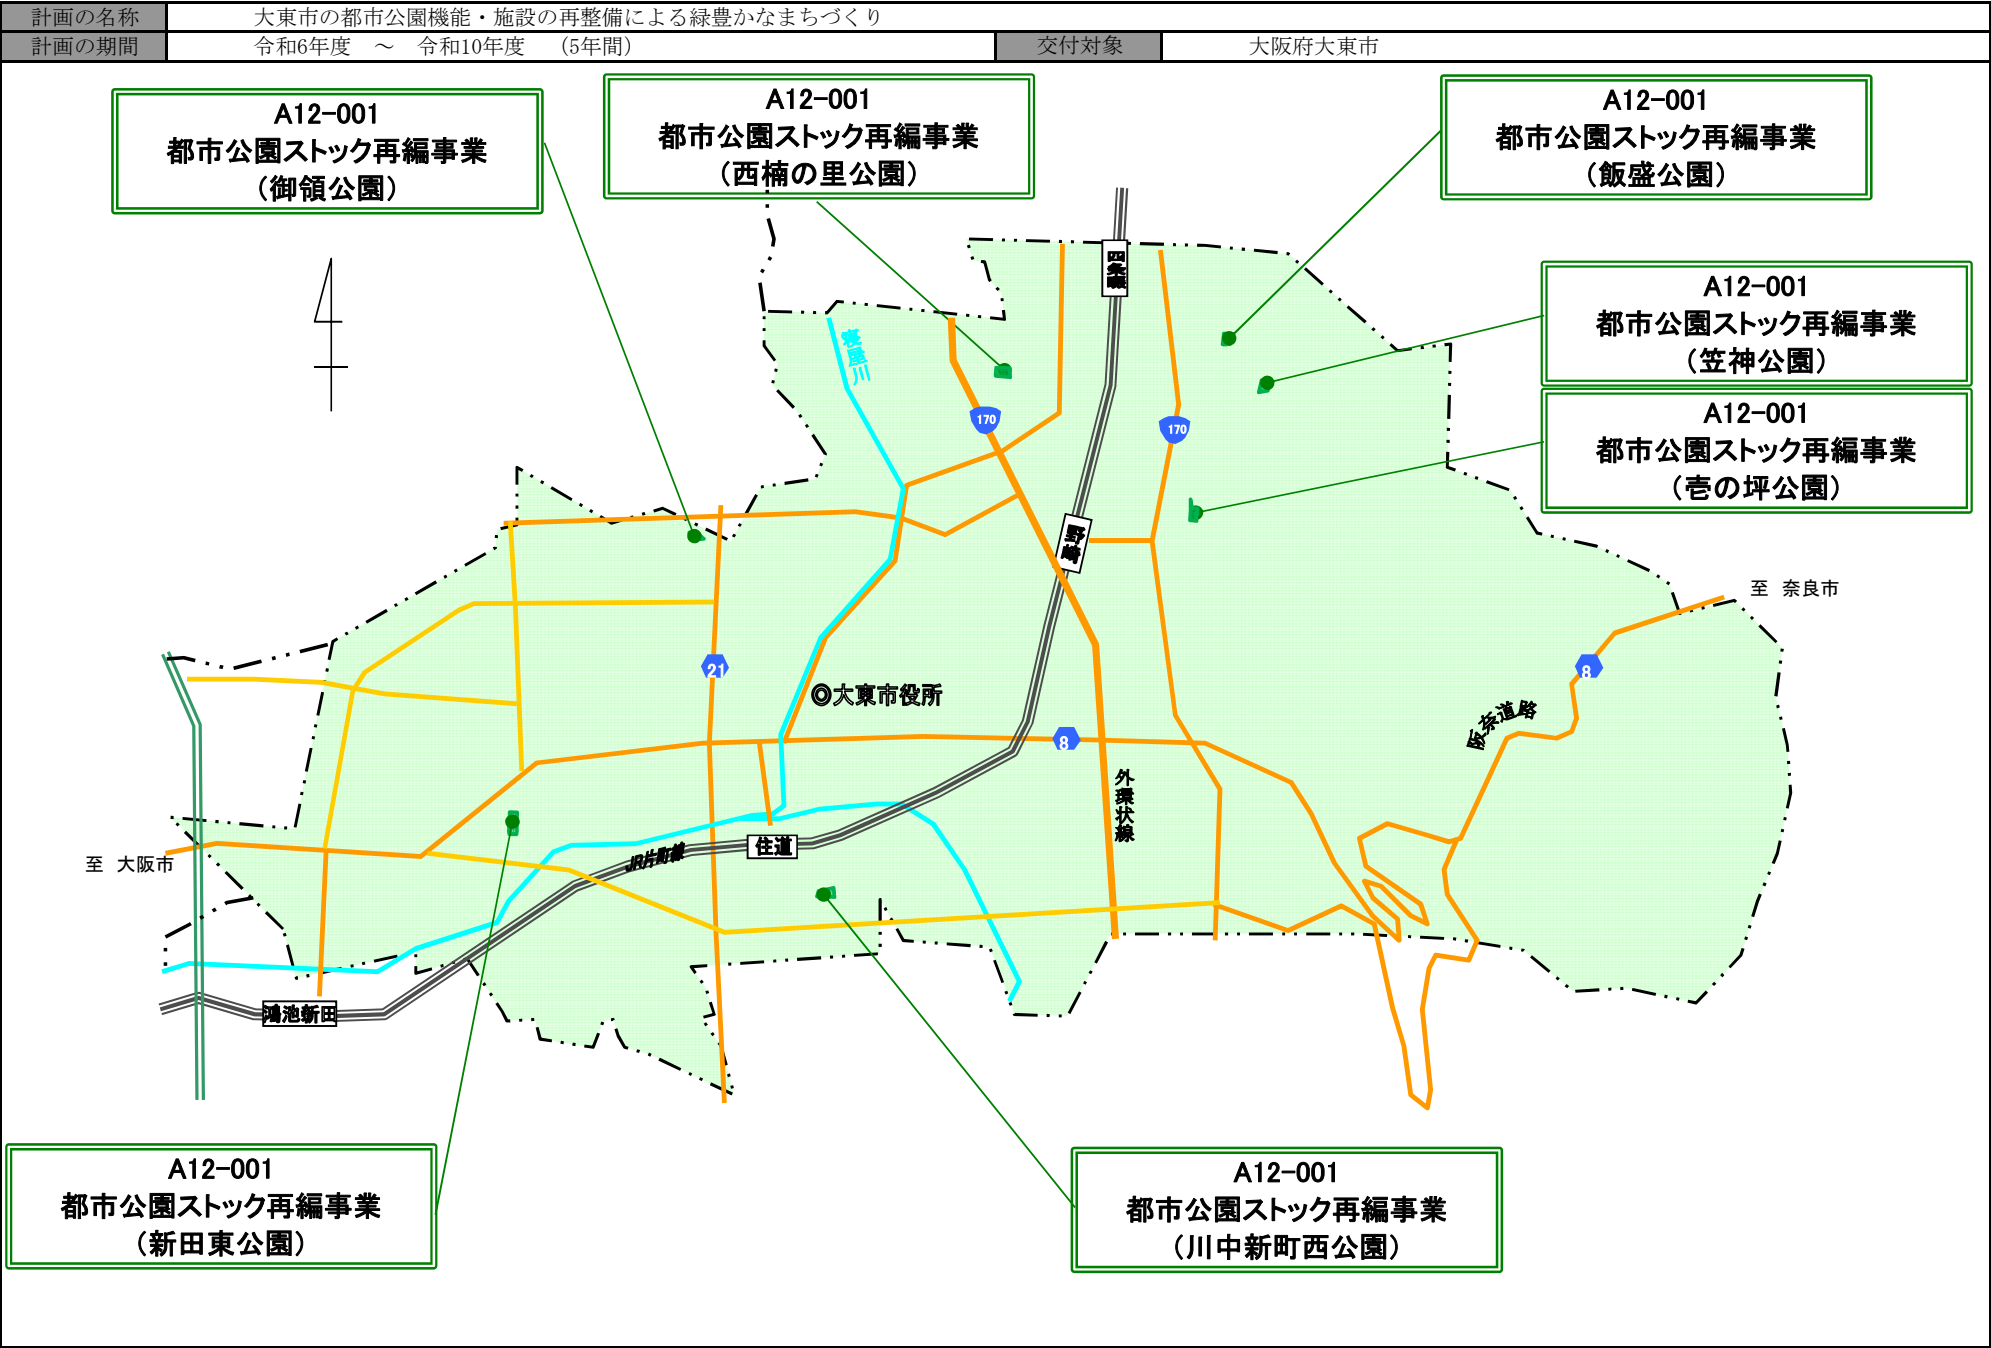 計画の名称 大東市の都市公園機能・施設の再整備による緑豊かなまちづくり
計画の期間 令和6年度 ～ 令和10年度 (5年間) 交付対象 大阪府大東市
A12-001
都市公園ストック再編事業
(御領公園)
A12-001
都市公園ストック再編事業
(西楠の里公園)
A12-001
都市公園ストック再編事業
(飯盛公園)
A12-001
都市公園ストック再編事業
(笠神公園)
A12-001
都市公園ストック再編事業
(壱の坪公園)
四条畷
寝屋川
170
170
野崎
至 奈良市
21
8
◎大東市役所
阪奈道路
8
外環状線
至 大阪市
住道
JR片町線
鴻池新田
A12-001
都市公園ストック再編事業
(新田東公園)
A12-001
都市公園ストック再編事業
(川中新町西公園)